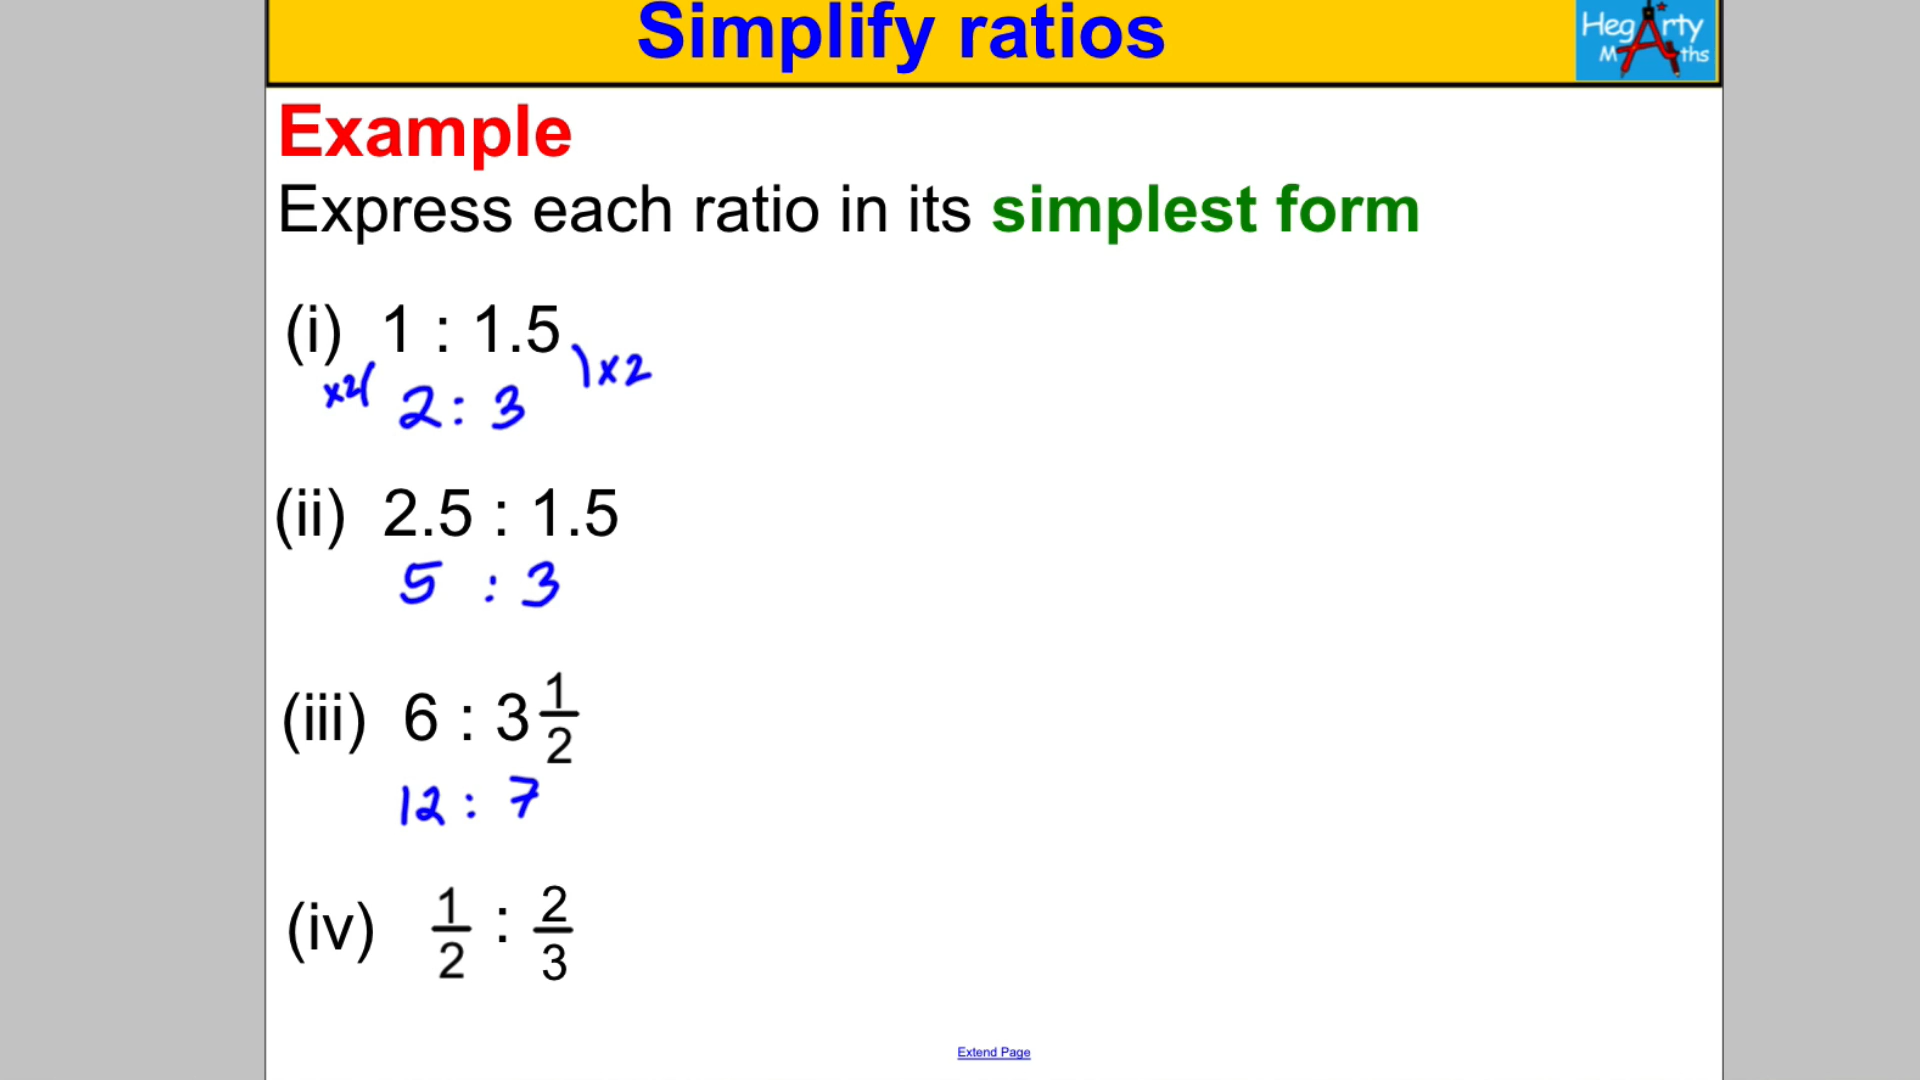 Simplify ratios
HegArty
MAths
Example
Express each ratio in its simplest form
(i) 1 : 1.5
×2 2 : 3 ×2
(ii) 2.5 : 1.5
5 : 3
(iii) 6 : 3 1/2
12 : 7
(iv) 1/2 : 2/3
Extend Page